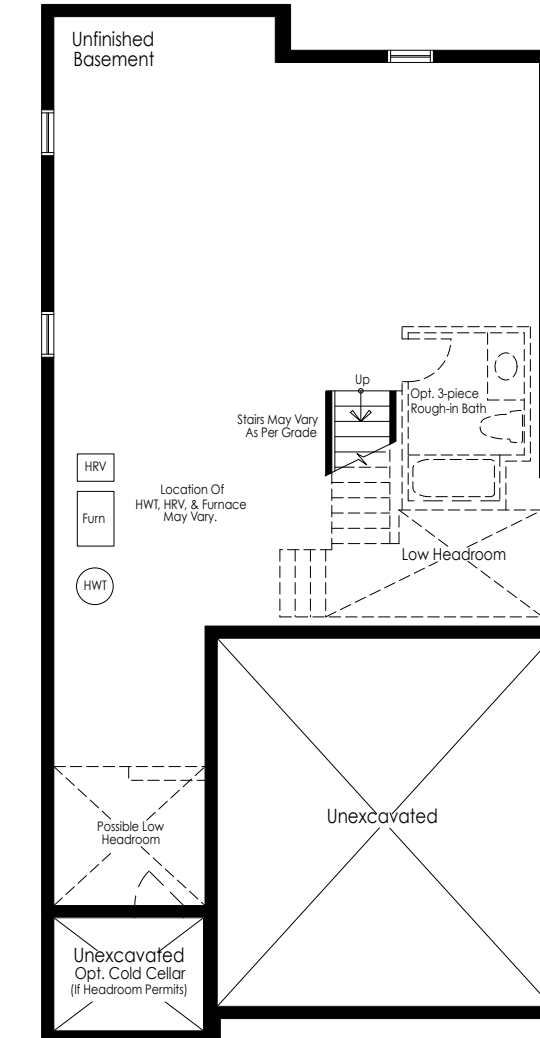 Unfinished
Basement
Up
Opt. 3-piece
Rough-in Bath
Stairs May Vary
As Per Grade
HRV
Location Of
HWT, HRV, & Furnace
May Vary.
Furn
Low Headroom
HWT
Unexcavated
Possible Low
Headroom
Unexcavated
Opt. Cold Cellar
(If Headroom Permits)